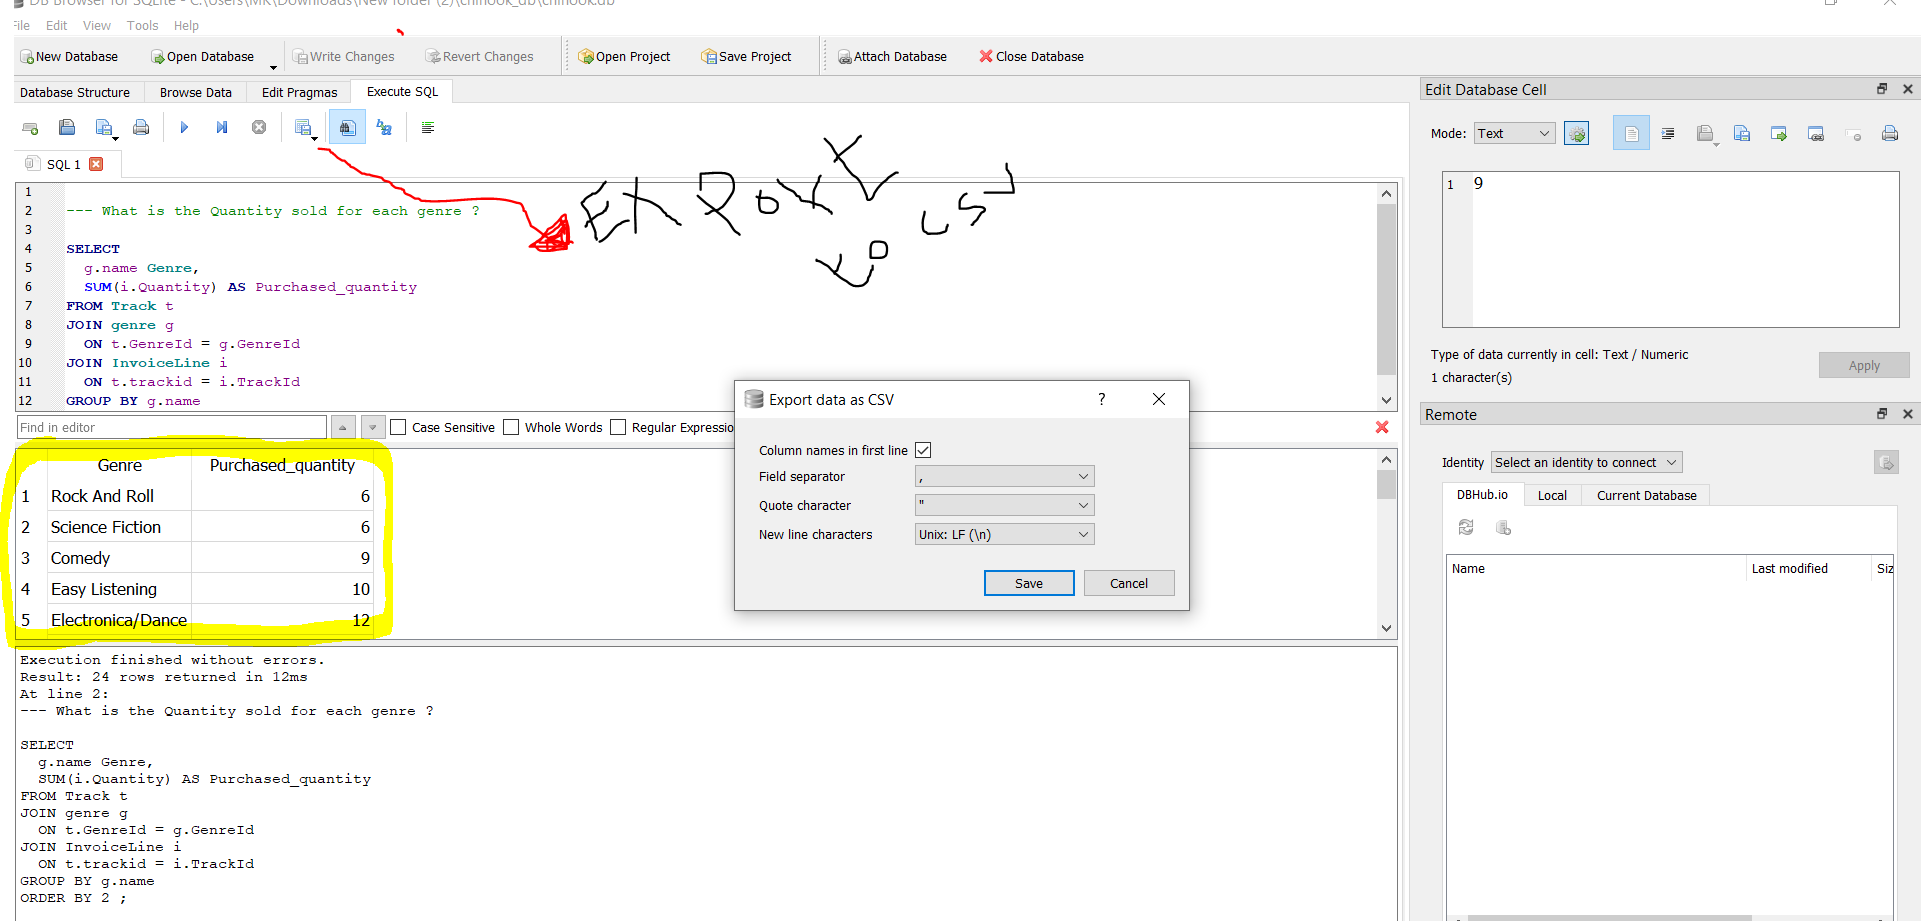 DB Browser for SQLite - C:\Users\MK\Downloads\New folder (2)\chinook_db\chinook.db
File Edit View Tools Help
New Database Open Database Write Changes Revert Changes Open Project Save Project Attach Database Close Database
Database Structure Browse Data Edit Pragmas Execute SQL
SQL 1
1
2 --- What is the Quantity sold for each genre ?
3
4 SELECT
5 g.name Genre,
6 SUM(i.Quantity) AS Purchased_quantity
7 FROM Track t
8 JOIN genre g
9 ON t.GenreId = g.GenreId
10 JOIN InvoiceLine i
11 ON t.trackid = i.TrackId
12 GROUP BY g.name
EXPORT
to csv
Find in editor Case Sensitive Whole Words Regular Expressio
Genre Purchased_quantity
1 Rock And Roll 6
2 Science Fiction 6
3 Comedy 9
4 Easy Listening 10
5 Electronica/Dance 12
Execution finished without errors.
Result: 24 rows returned in 12ms
At line 2:
--- What is the Quantity sold for each genre ?
SELECT
g.name Genre,
SUM(i.Quantity) AS Purchased_quantity
FROM Track t
JOIN genre g
ON t.GenreId = g.GenreId
JOIN InvoiceLine i
ON t.trackid = i.TrackId
GROUP BY g.name
ORDER BY 2 ;
Export data as CSV ?
Column names in first line
Field separator ,
Quote character "
New line characters Unix: LF (\n)
Save Cancel
Edit Database Cell
Mode: Text
1 9
Type of data currently in cell: Text / Numeric
1 character(s)
Apply
Remote
Identity Select an identity to connect
DBHub.io Local Current Database
Name Last modified Siz